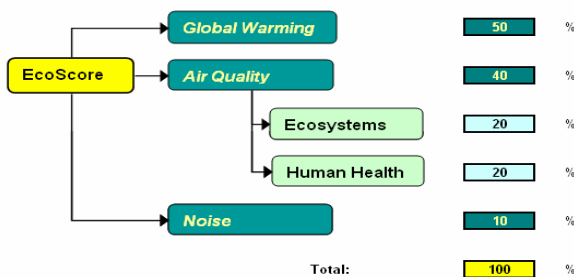 Global Warming 50 %
EcoScore Air Quality 40 %
Ecosystems 20 %
Human Health 20 %
Noise 10 %
Total: 100 %